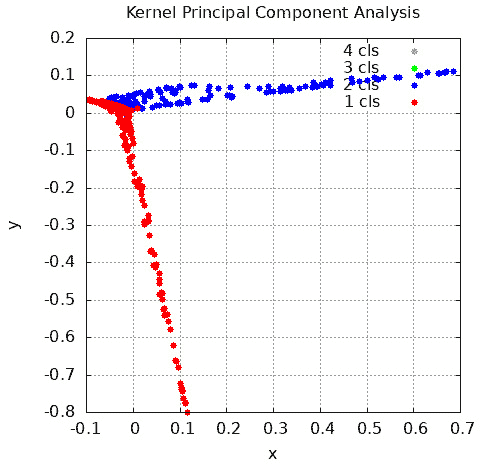 Kernel Principal Component Analysis
4 cls
3 cls
2 cls
1 cls
0.2
0.1
0
-0.1
-0.2
-0.3
-0.4
-0.5
-0.6
-0.7
-0.8
y
-0.1 0 0.1 0.2 0.3 0.4 0.5 0.6 0.7
x